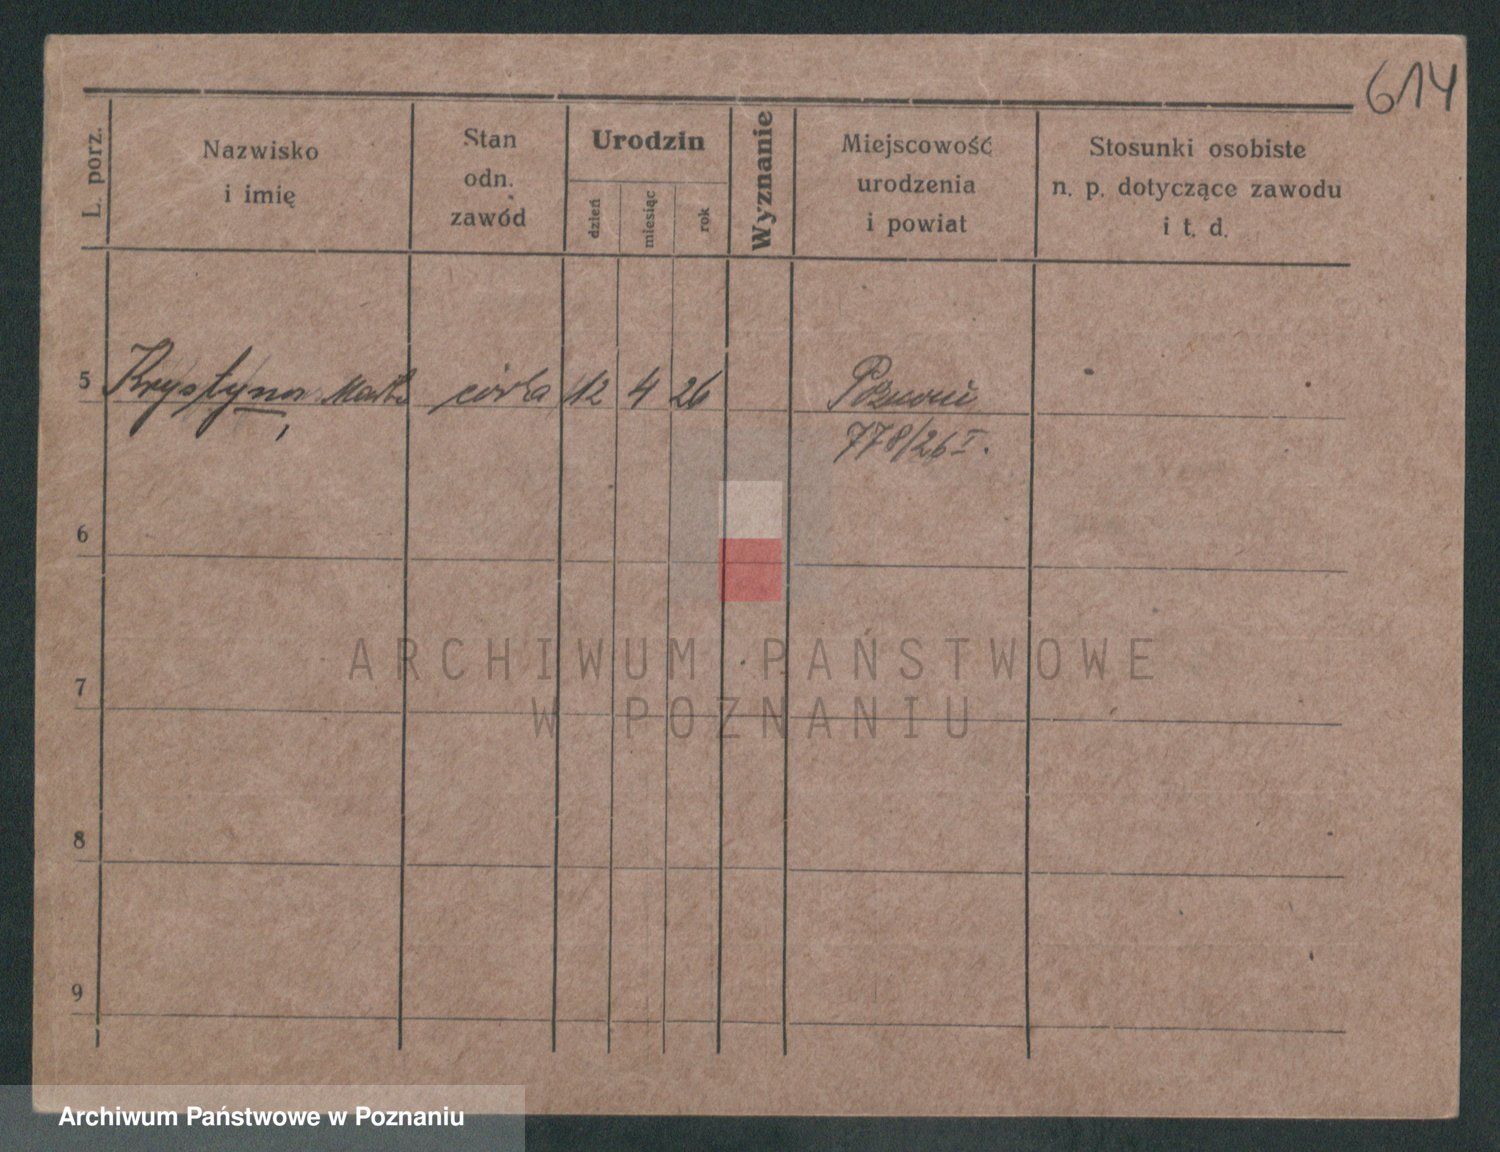 614
L. porz.
Nazwisko
i imię
Stan
odn.
zawód
Urodzin
dzień
miesiąc
rok
Wyznanie
Miejscowość
urodzenia
i powiat
Stosunki osobiste
n. p. dotyczące zawodu
i t. d.
5 Krystyna córka 12 4 26 Poznań
778/26 I.
6
7
8
9
ARCHIWUM PAŃSTWOWE
W POZNANIU
Archiwum Państwowe w Poznaniu